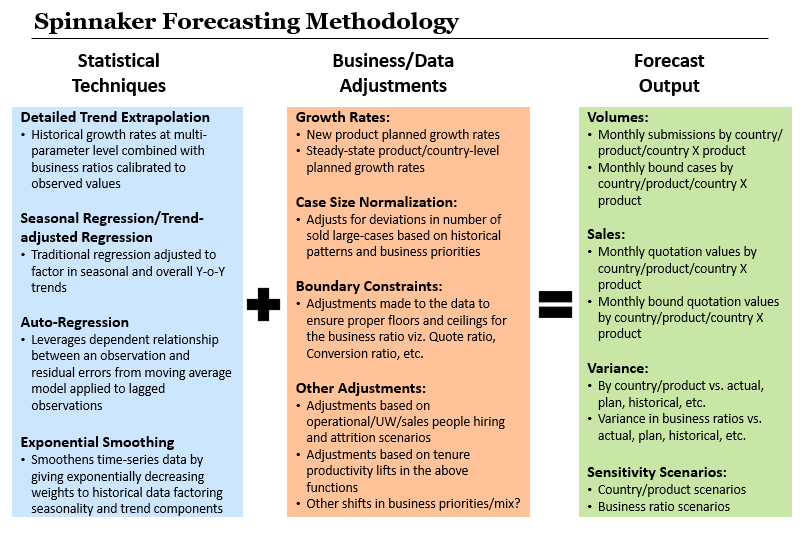 Spinnaker Forecasting Methodology
Statistical
Techniques
Detailed Trend Extrapolation
• Historical growth rates at multi-
parameter level combined with
business ratios calibrated to
observed values
Seasonal Regression/Trend-
adjusted Regression
• Traditional regression adjusted to
factor in seasonal and overall Y-o-Y
trends
Auto-Regression
• Leverages dependent relationship
between an observation and
residual errors from moving average
model applied to lagged
observations
Exponential Smoothing
• Smoothens time-series data by
giving exponentially decreasing
weights to historical data factoring
seasonality and trend components
+
Business/Data
Adjustments
Growth Rates:
• New product planned growth rates
• Steady-state product/country-level
planned growth rates
Case Size Normalization:
• Adjusts for deviations in number of
sold large-cases based on historical
patterns and business priorities
Boundary Constraints:
• Adjustments made to the data to
ensure proper floors and ceilings for
the business ratio viz. Quote ratio,
Conversion ratio, etc.
Other Adjustments:
• Adjustments based on
operational/UW/sales people hiring
and attrition scenarios
• Adjustments based on tenure
productivity lifts in the above
functions
• Other shifts in business priorities/mix?
=
Forecast
Output
Volumes:
• Monthly submissions by country/
product/country X product
• Monthly bound cases by
country/product/country X
product
Sales:
• Monthly quotation values by
country/product/country X
product
• Monthly bound quotation values
by country/product/country X
product
Variance:
• By country/product vs. actual,
plan, historical, etc.
• Variance in business ratios vs.
actual, plan, historical, etc.
Sensitivity Scenarios:
• Country/product scenarios
• Business ratio scenarios